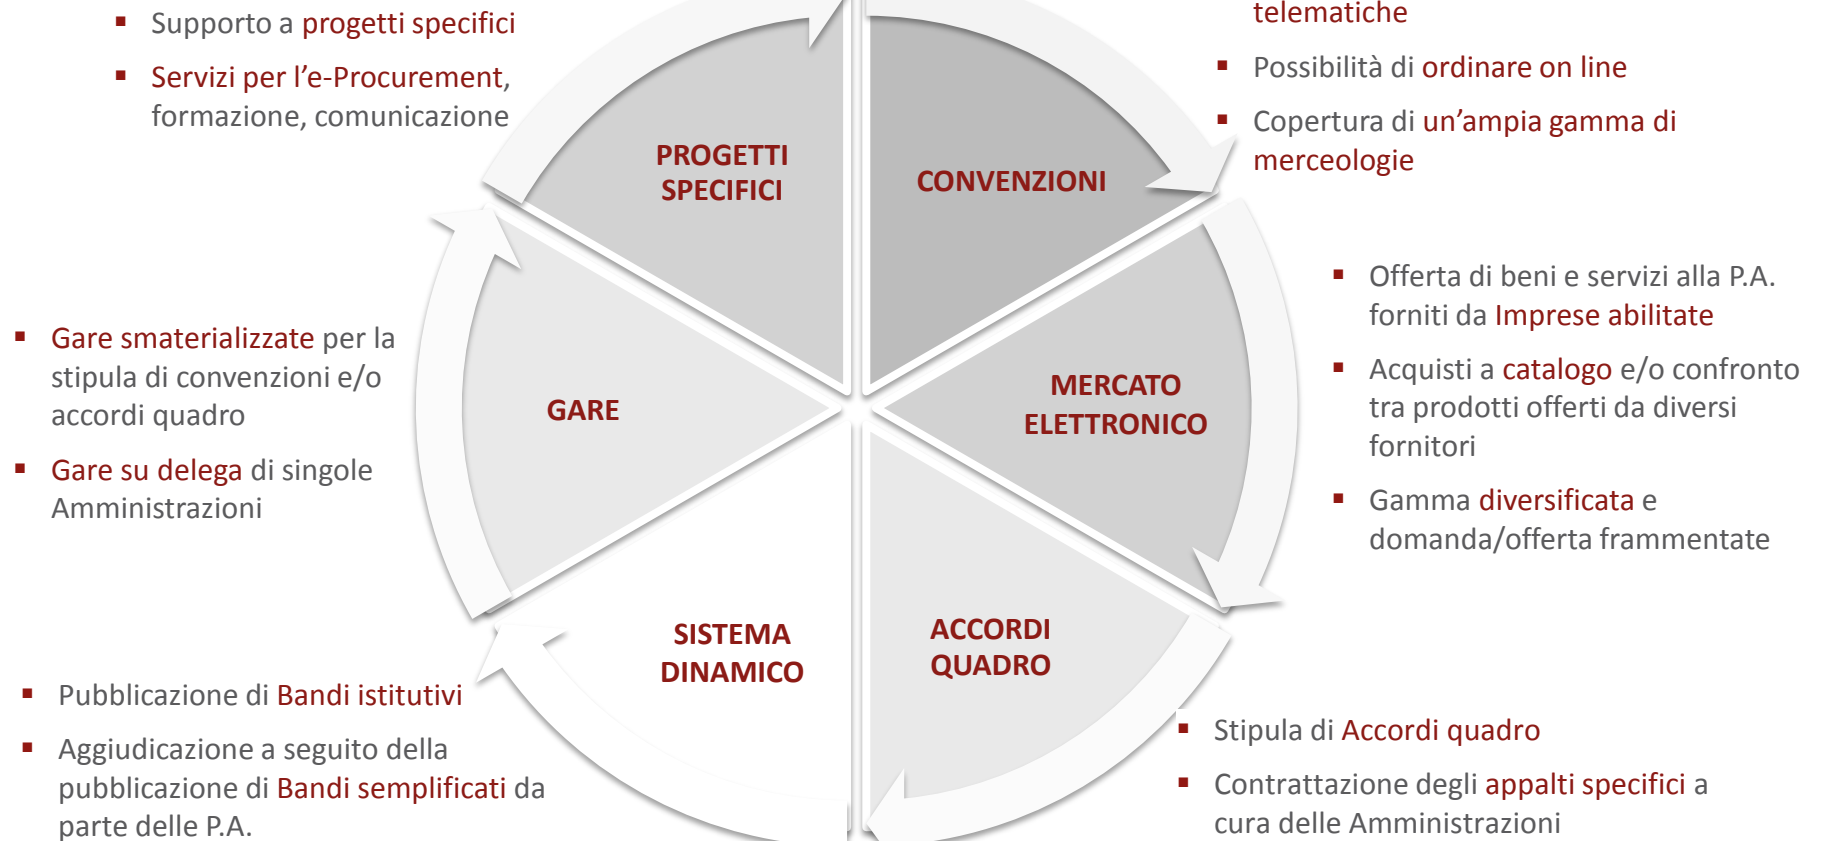 Supporto a progetti specifici
Servizi per l'e-Procurement,
formazione, comunicazione
telematiche
Possibilità di ordinare on line
Copertura di un'ampia gamma di
merceologie
PROGETTI
SPECIFICI
CONVENZIONI
Offerta di beni e servizi alla P.A.
forniti da Imprese abilitate
Acquisti a catalogo e/o confronto
tra prodotti offerti da diversi
fornitori
Gamma diversificata e
domanda/offerta frammentate
Gare smaterializzate per la
stipula di convenzioni e/o
accordi quadro
Gare su delega di singole
Amministrazioni
GARE
MERCATO
ELETTRONICO
SISTEMA
DINAMICO
ACCORDI
QUADRO
Pubblicazione di Bandi istitutivi
Aggiudicazione a seguito della
pubblicazione di Bandi semplificati da
parte delle P.A.
Stipula di Accordi quadro
Contrattazione degli appalti specifici a
cura delle Amministrazioni